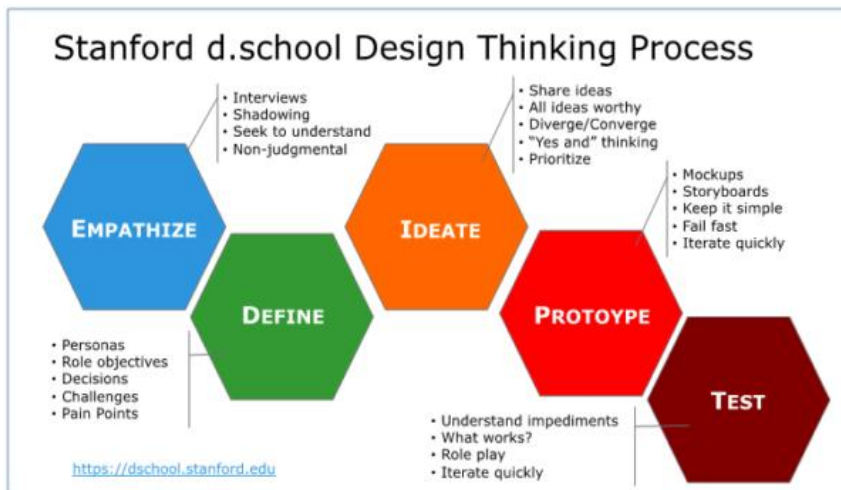 Stanford d.school Design Thinking Process
• Interviews
• Shadowing
• Seek to understand
• Non-judgmental
EMPATHIZE
• Personas
• Role objectives
• Decisions
• Challenges
• Pain Points
DEFINE
• Share ideas
• All ideas worthy
• Diverge/Converge
• “Yes and” thinking
• Prioritize
IDEATE
• Mockups
• Storyboards
• Keep it simple
• Fail fast
• Iterate quickly
PROTOYPE
• Understand impediments
• What works?
• Role play
• Iterate quickly
TEST
https://dschool.stanford.edu